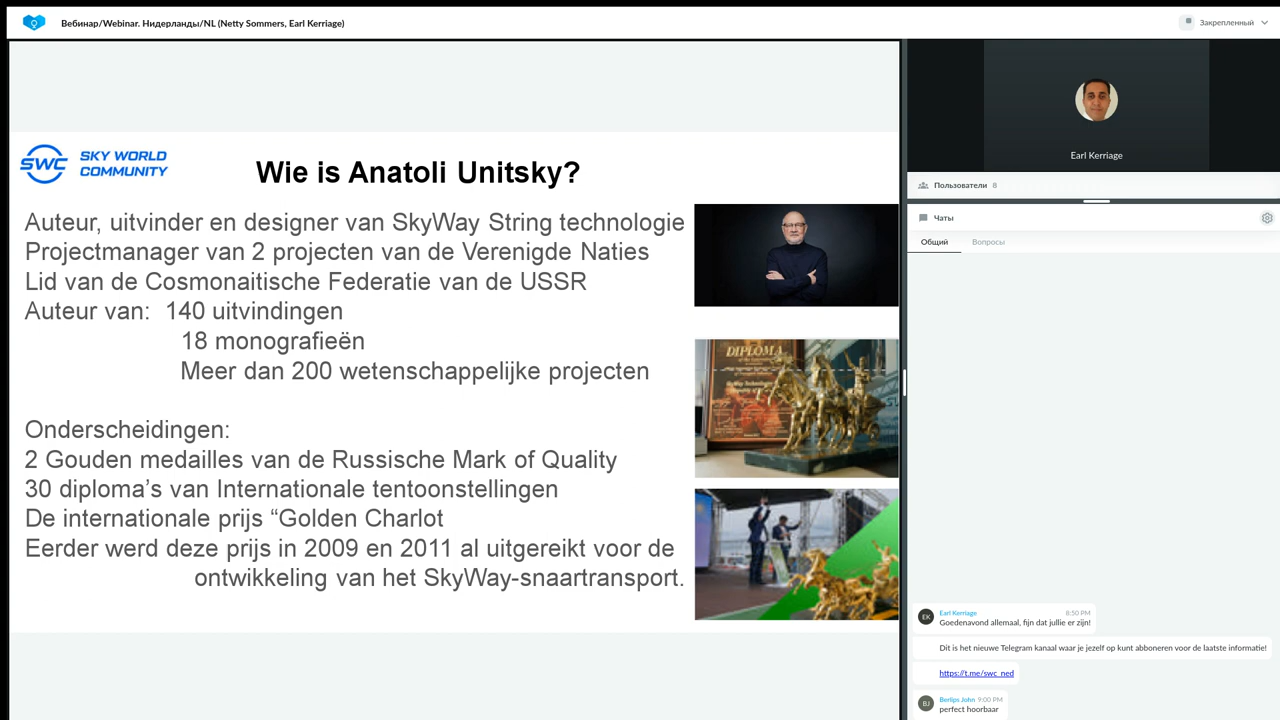 Вебинар/Webinar. Нидерланды/NL (Netty Sommers, Earl Kerriage)
Закрепленный
SWC SKY WORLD
COMMUNITY
Wie is Anatoli Unitsky?
Auteur, uitvinder en designer van SkyWay String technologie
Projectmanager van 2 projecten van de Verenigde Naties
Lid van de Cosmonaitische Federatie van de USSR
Auteur van: 140 uitvindingen
18 monografieën
Meer dan 200 wetenschappelijke projecten
Onderscheidingen:
2 Gouden medailles van de Russische Mark of Quality
30 diploma’s van Internationale tentoonstellingen
De internationale prijs “Golden Charlot
Eerder werd deze prijs in 2009 en 2011 al uitgereikt voor de
ontwikkeling van het SkyWay-snaartransport.
DIPLOMA
Earl Kerriage
Пользователи 8
Чаты
Общий Вопросы
EK Earl Kerriage 8:50 PM
Goedenavond allemaal, fijn dat jullie er zijn!
Dit is het nieuwe Telegram kanaal waar je jezelf op kunt abboneren voor de laatste informatie!
https://t.me/swc_ned
BJ Berlips John 9:00 PM
perfect hoorbaar